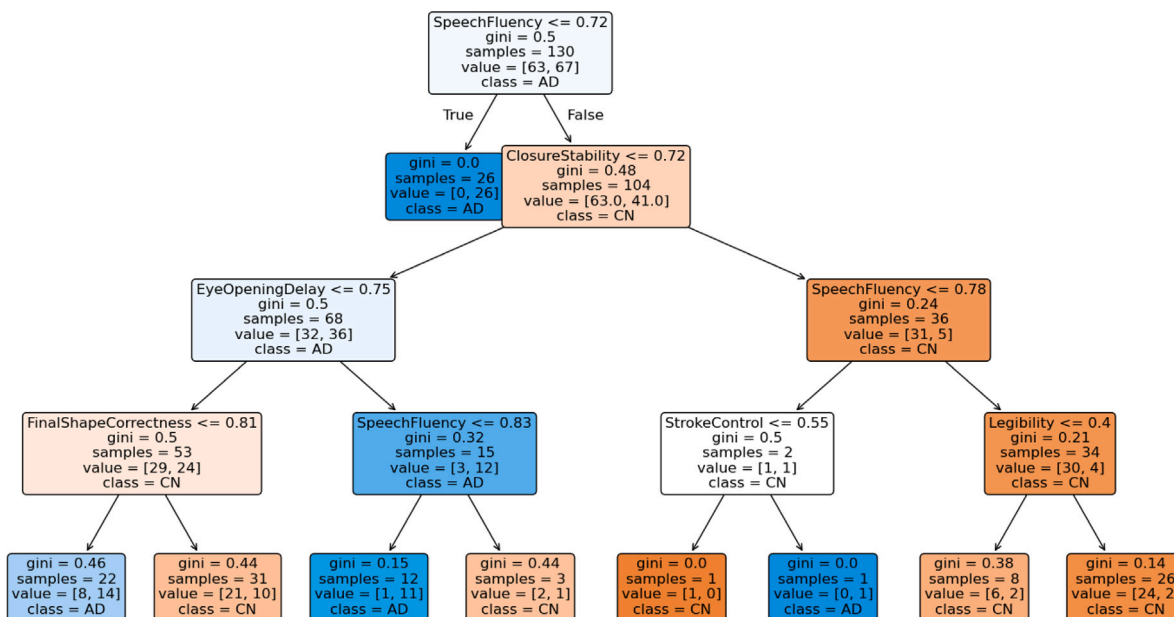 SpeechFluency <= 0.72
gini = 0.5
samples = 130
value = [63, 67]
class = AD
True
False
gini = 0.0
samples = 26
value = [0, 26]
class = AD
ClosureStability <= 0.72
gini = 0.48
samples = 104
value = [63.0, 41.0]
class = CN
EyeOpeningDelay <= 0.75
gini = 0.5
samples = 68
value = [32, 36]
class = AD
SpeechFluency <= 0.78
gini = 0.24
samples = 36
value = [31, 5]
class = CN
FinalShapeCorrectness <= 0.81
gini = 0.5
samples = 53
value = [29, 24]
class = CN
SpeechFluency <= 0.83
gini = 0.32
samples = 15
value = [3, 12]
class = AD
StrokeControl <= 0.55
gini = 0.5
samples = 2
value = [1, 1]
class = CN
Legibility <= 0.4
gini = 0.21
samples = 34
value = [30, 4]
class = CN
gini = 0.46
samples = 22
value = [8, 14]
class = AD
gini = 0.44
samples = 31
value = [21, 10]
class = CN
gini = 0.15
samples = 12
value = [1, 11]
class = AD
gini = 0.44
samples = 3
value = [2, 1]
class = CN
gini = 0.0
samples = 1
value = [1, 0]
class = CN
gini = 0.0
samples = 1
value = [0, 1]
class = AD
gini = 0.38
samples = 8
value = [6, 2]
class = CN
gini = 0.14
samples = 26
value = [24, 2]
class = CN